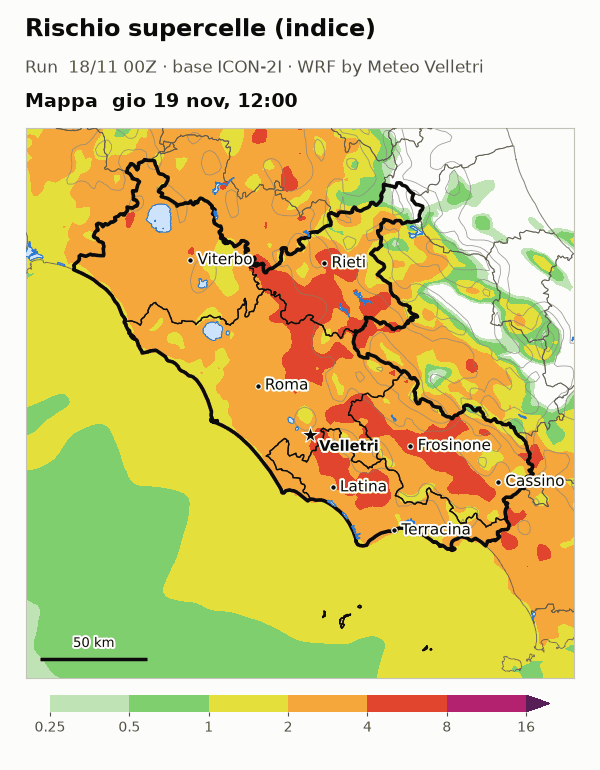 Rischio supercelle (indice)
Run  18/11 00Z · base ICON-2I · WRF by Meteo Velletri
Mappa  gio 19 nov, 12:00
Viterbo
Rieti
Roma
Velletri
Frosinone
Cassino
Latina
Terracina
50 km
0.25
0.5
1
2
4
8
16